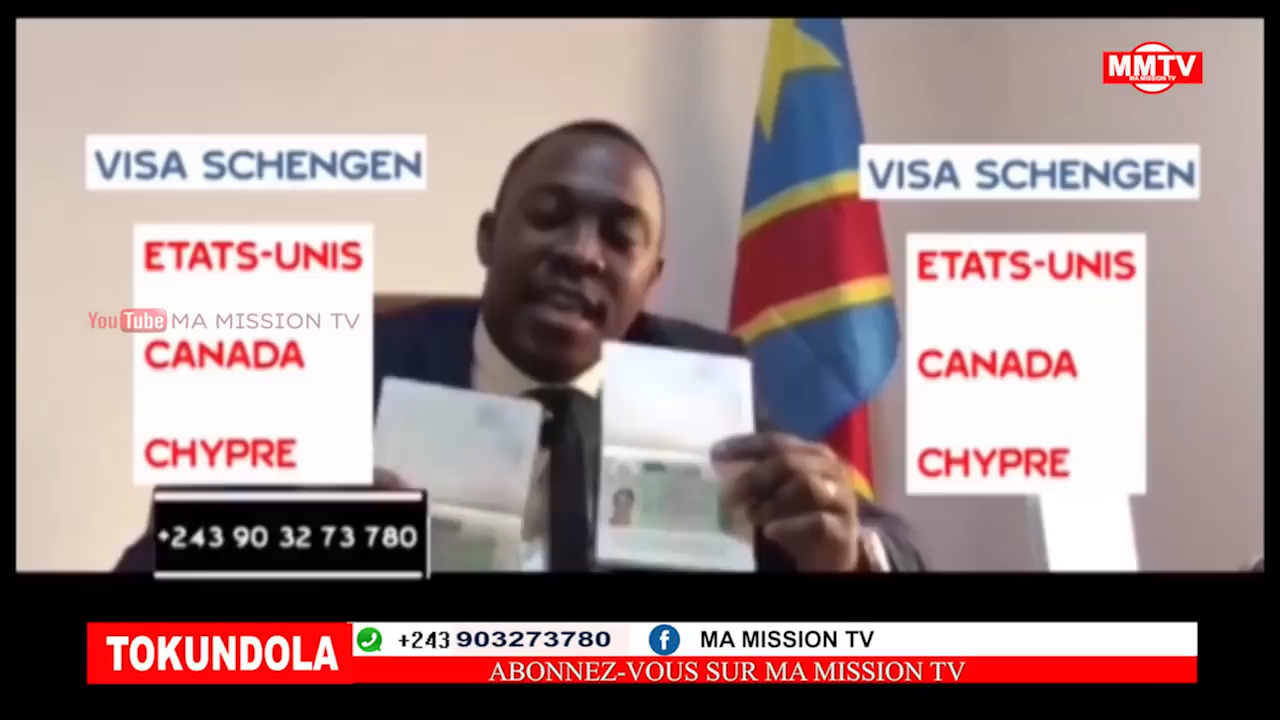 MMTV
MA MISSION TV
VISA SCHENGEN
ETATS-UNIS
YouTube MA MISSION TV
CANADA
CHYPRE
+243 90 32 73 780
VISA SCHENGEN
ETATS-UNIS
CANADA
CHYPRE
TOKUNDOLA
+243 903273780
MA MISSION TV
ABONNEZ-VOUS SUR MA MISSION TV